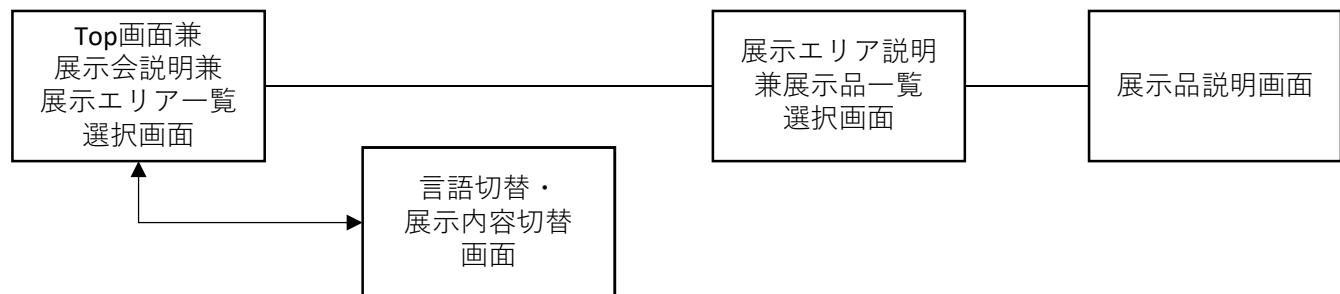 Top画面兼
展示会説明兼
展示エリア一覧
選択画面
展示エリア説明
兼展示品一覧
選択画面
展示品説明画面
言語切替・
展示内容切替
画面